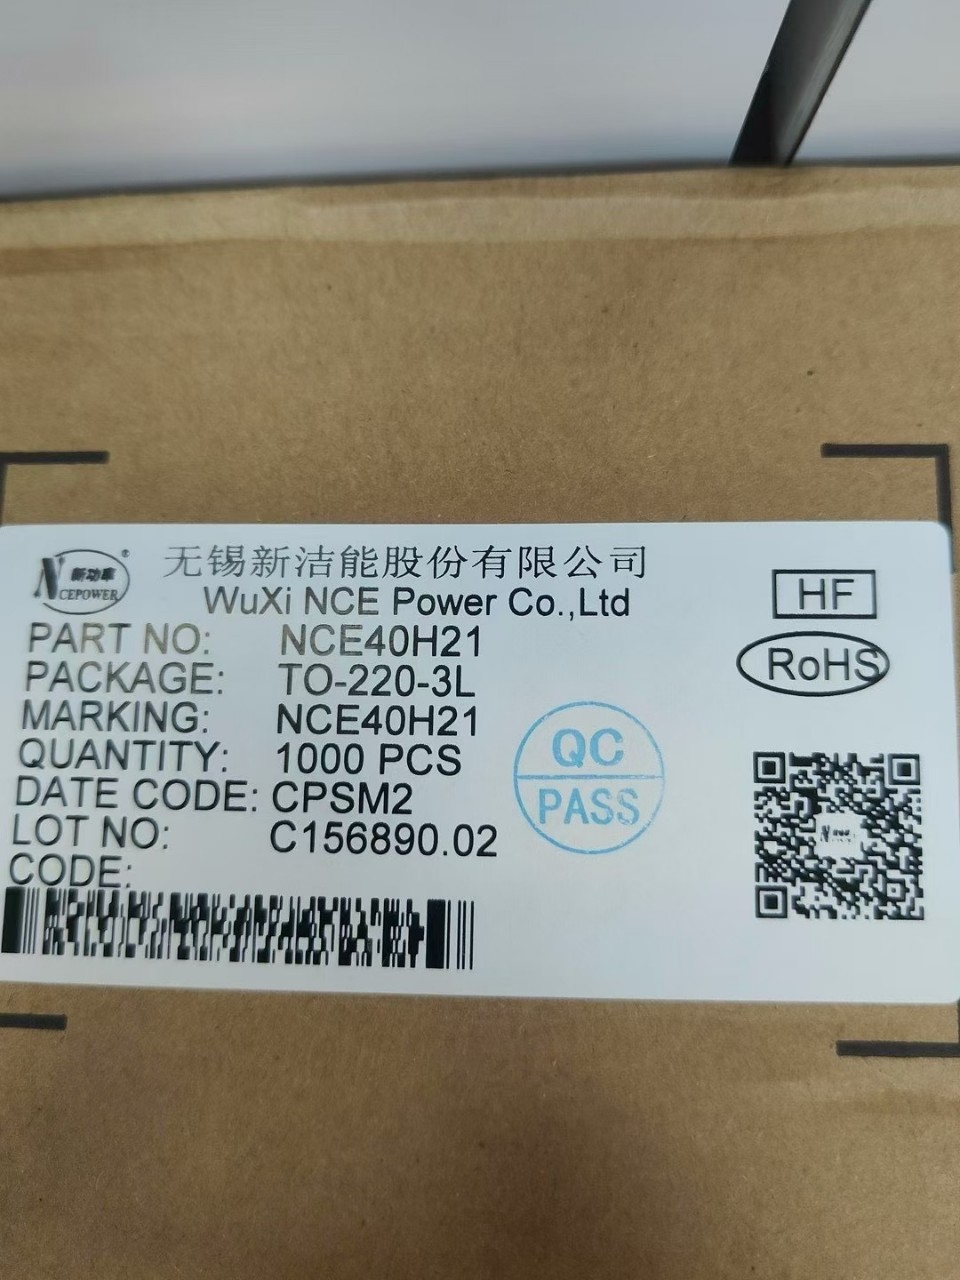 新功率
NCEPOWER
®
无锡新洁能股份有限公司
WuXi NCE Power Co.,Ltd
HF
PART NO: NCE40H21
RoHS
PACKAGE: TO-220-3L
MARKING: NCE40H21
QUANTITY: 1000 PCS
QC
PASS
DATE CODE: CPSM2
LOT NO: C156890.02
CODE: